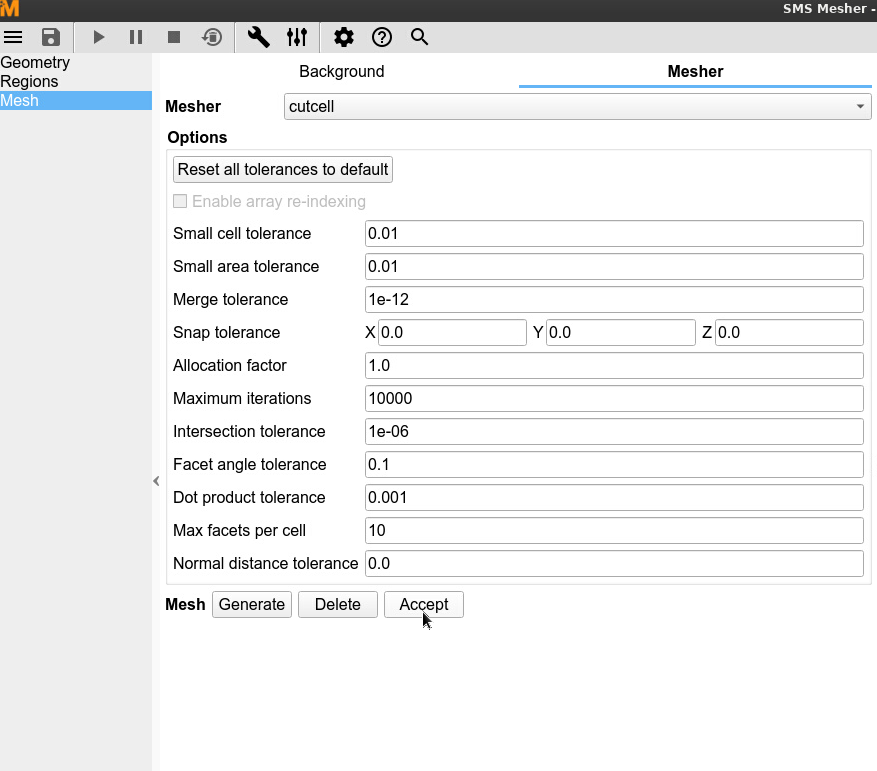 M
SMS Mesher -
Geometry
Regions
Mesh
Background Mesher
Mesher cutcell
Options
Reset all tolerances to default
Enable array re-indexing
Small cell tolerance 0.01
Small area tolerance 0.01
Merge tolerance 1e-12
Snap tolerance X 0.0 Y 0.0 Z 0.0
Allocation factor 1.0
Maximum iterations 10000
Intersection tolerance 1e-06
Facet angle tolerance 0.1
Dot product tolerance 0.001
Max facets per cell 10
Normal distance tolerance 0.0
Mesh Generate Delete Accept